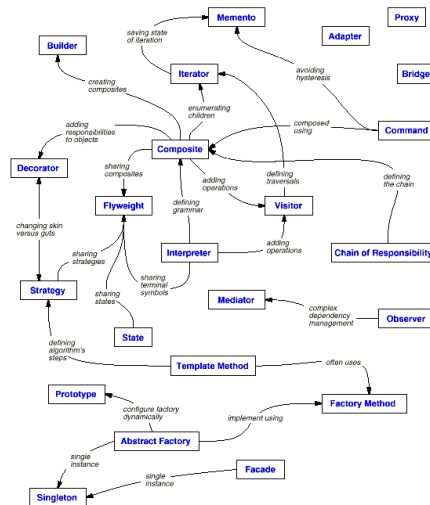 Memento
Proxy
saving state
of iteration
Adapter
Builder
avoiding
hysteresis
Iterator
Bridge
creating
composites
enumerating
children
adding
responsibilities
to objects
composed
using
Command
Composite
Decorator
sharing
composites
adding
operations
defining
traversals
defining
the chain
Flyweight
defining
grammar
Visitor
changing skin
versus guts
sharing
strategies
Interpreter
adding
operations
Chain of Responsibility
sharing
terminal
symbols
Strategy
sharing
states
Mediator
complex
dependency
management
Observer
State
defining
algorithm's
steps
Template Method
often uses
Prototype
configure factory
dynamically
implement using
Factory Method
Abstract Factory
single
instance
single
instance
Facade
Singleton